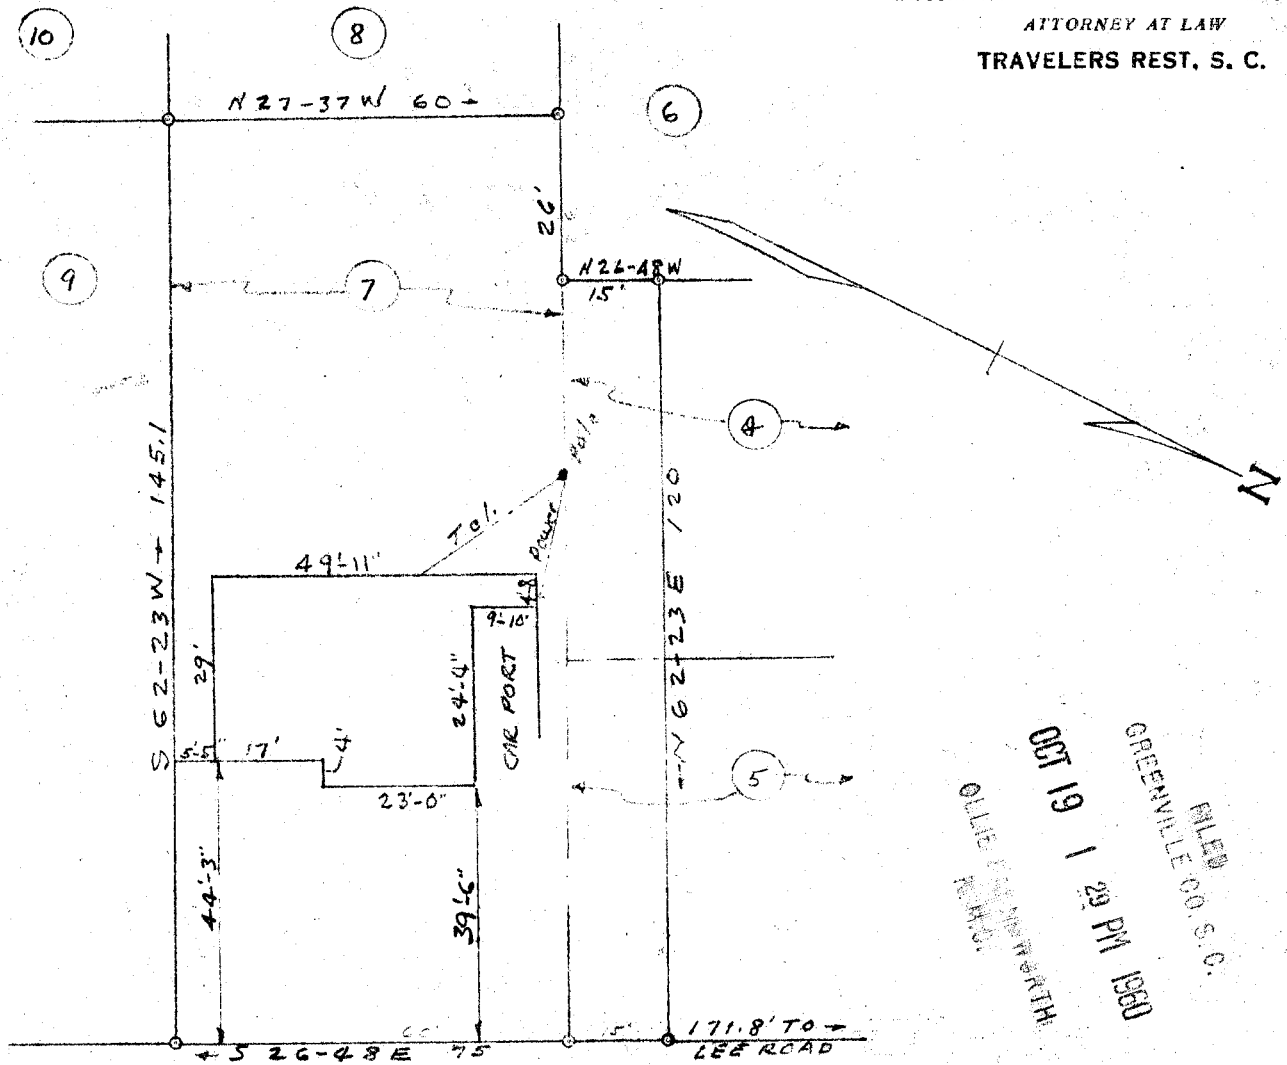 ATTORNEY AT LAW
TRAVELERS REST, S. C.
10
8
6
N 27-37 W 60
26'
9
7
N 26-48 W
15'
4
S 62-23 W 145.1
Pole
Tel.
Power
N 62-23 E 120
49'-11"
4'-8
9'-10"
29'
24'-4"
CAR PORT
5'-5"
17'
4'
23'-0"
5
44'-3"
39'-6"
S 26-48 E 75
5'
171.8' TO
LEE ROAD
N
FILED
GREENVILLE CO. S. C.
OCT 19 1 29 PM 1960
OLLIE
R.M.C.